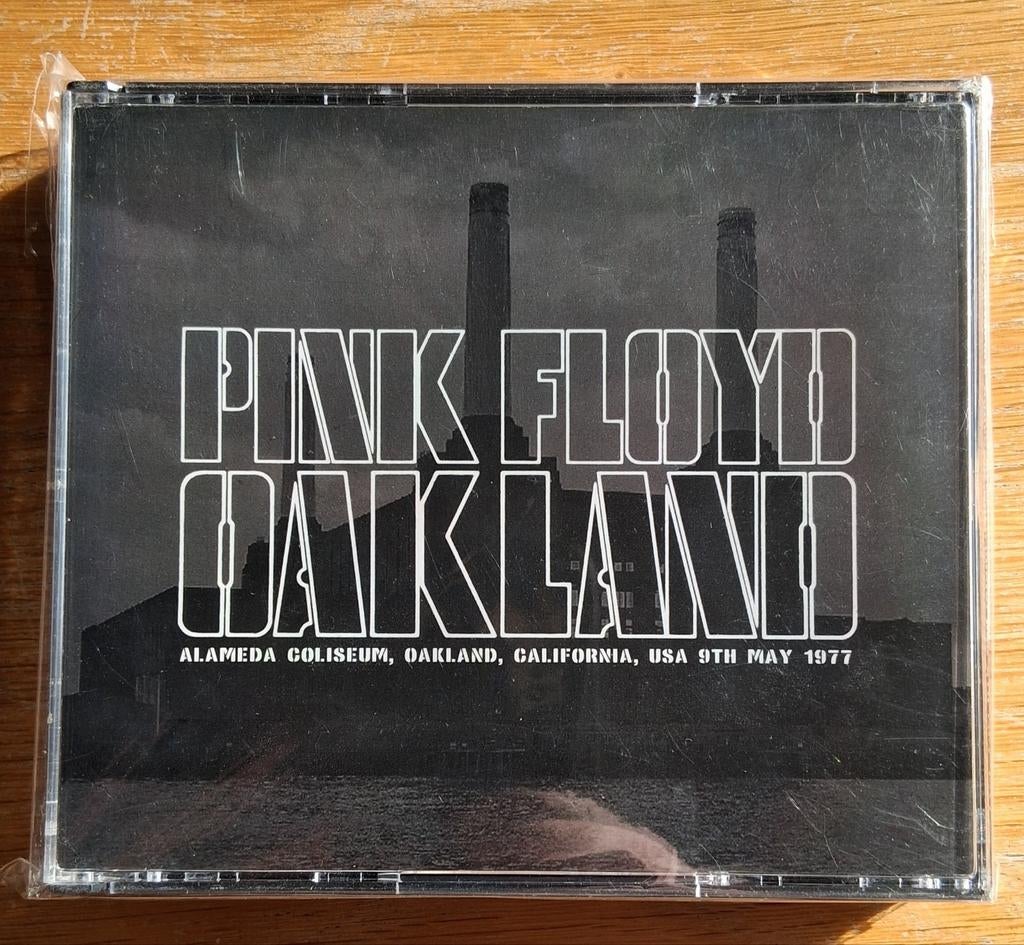 PINK FLOYD
OAKLAND
ALAMEDA COLISEUM, OAKLAND, CALIFORNIA, USA 9TH MAY 1977